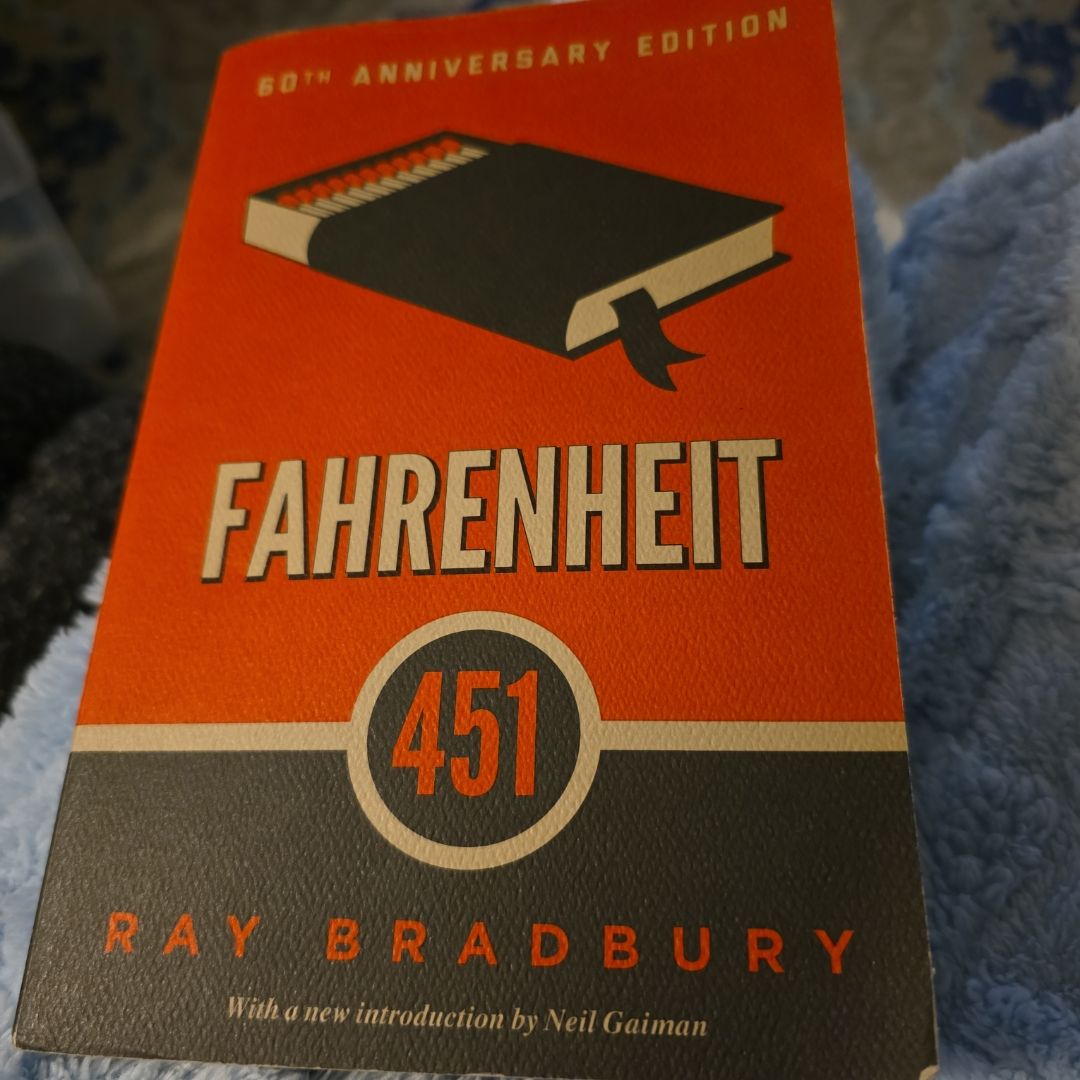 60TH ANNIVERSARY EDITION
FAHRENHEIT
451
RAY BRADBURY
With a new introduction by Neil Gaiman